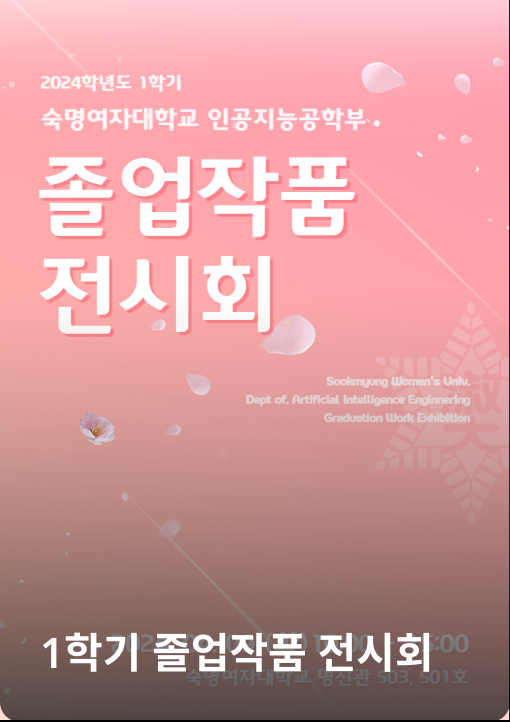 2024학년도 1학기
숙명여자대학교 인공지능공학부
졸업작품
전시회
Sookmyung Women's Univ.
Dept of. Artificial Intelligence Enginnering
Graduation Work Exhibition
1학기 졸업작품 전시회
숙명여자대학교 명신관 503, 501호